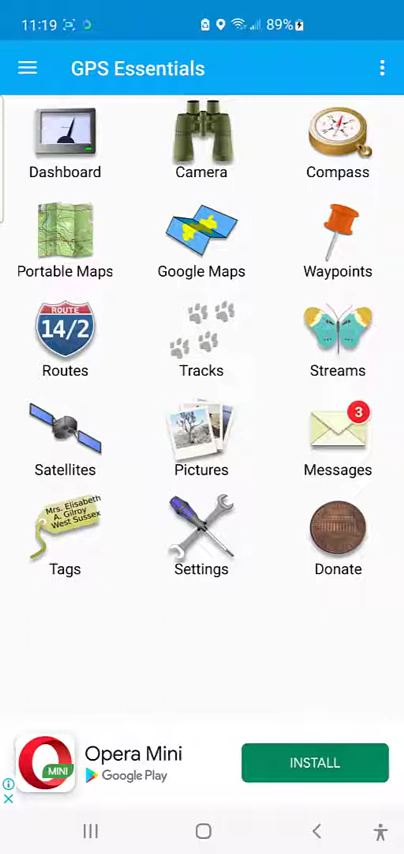 11:19
89%
GPS Essentials
Dashboard
Camera
Compass
Portable Maps
Google Maps
Waypoints
ROUTE
14/2
Routes
Tracks
Streams
3
Satellites
Pictures
Messages
Mrs. Elisabeth
A. Gilroy
West Sussex
Tags
Settings
Donate
MINI
Opera Mini
Google Play
INSTALL